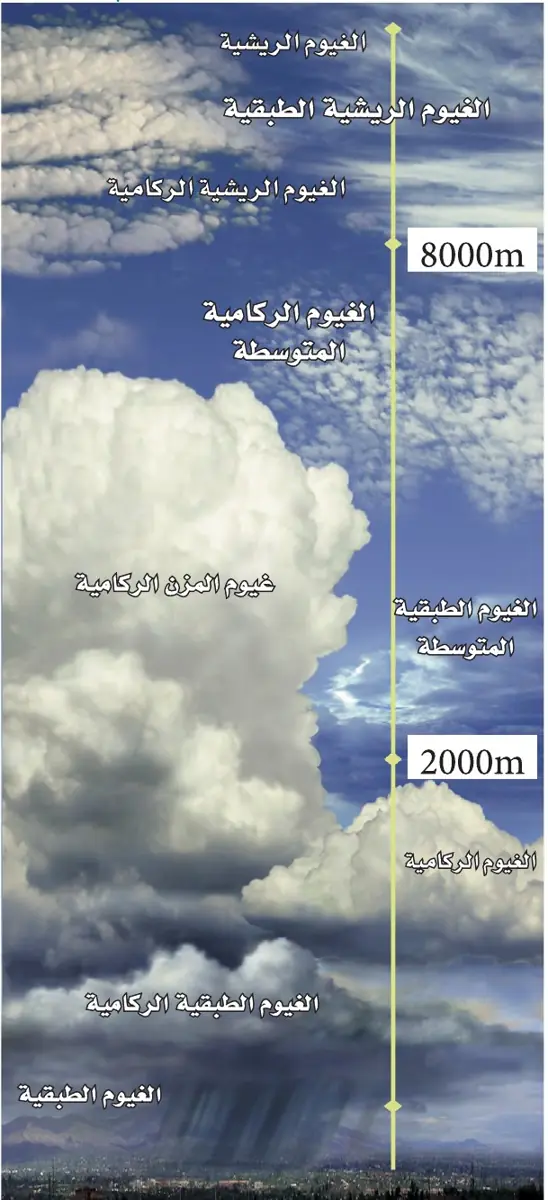 الغيوم الريشية
الغيوم الريشية الطبقية
الغيوم الريشية الركامية
8000m
الغيوم الركامية
المتوسطة
غيوم المزن الركامية
الغيوم الطبقية
المتوسطة
2000m
الغيوم الركامية
الغيوم الطبقية الركامية
الغيوم الطبقية